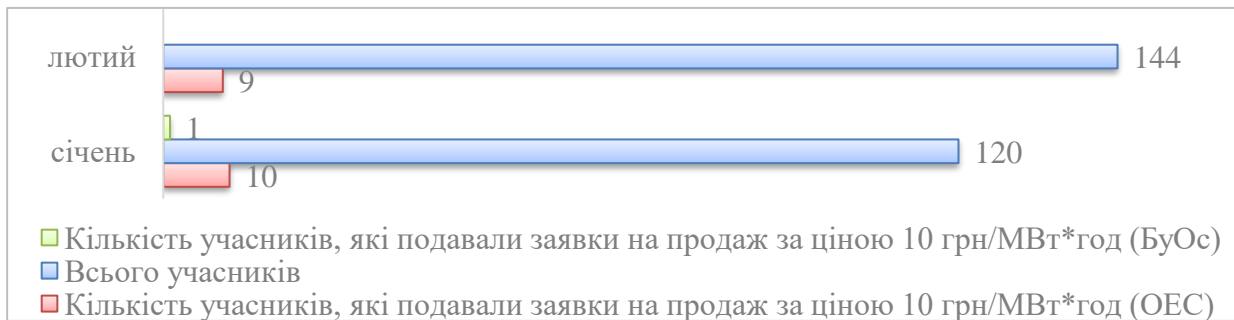 лютий
144
9
1
січень
120
10
Кількість учасників, які подавали заявки на продаж за ціною 10 грн/МВт*год (БуОс)
Всього учасників
Кількість учасників, які подавали заявки на продаж за ціною 10 грн/МВт*год (ОЕС)